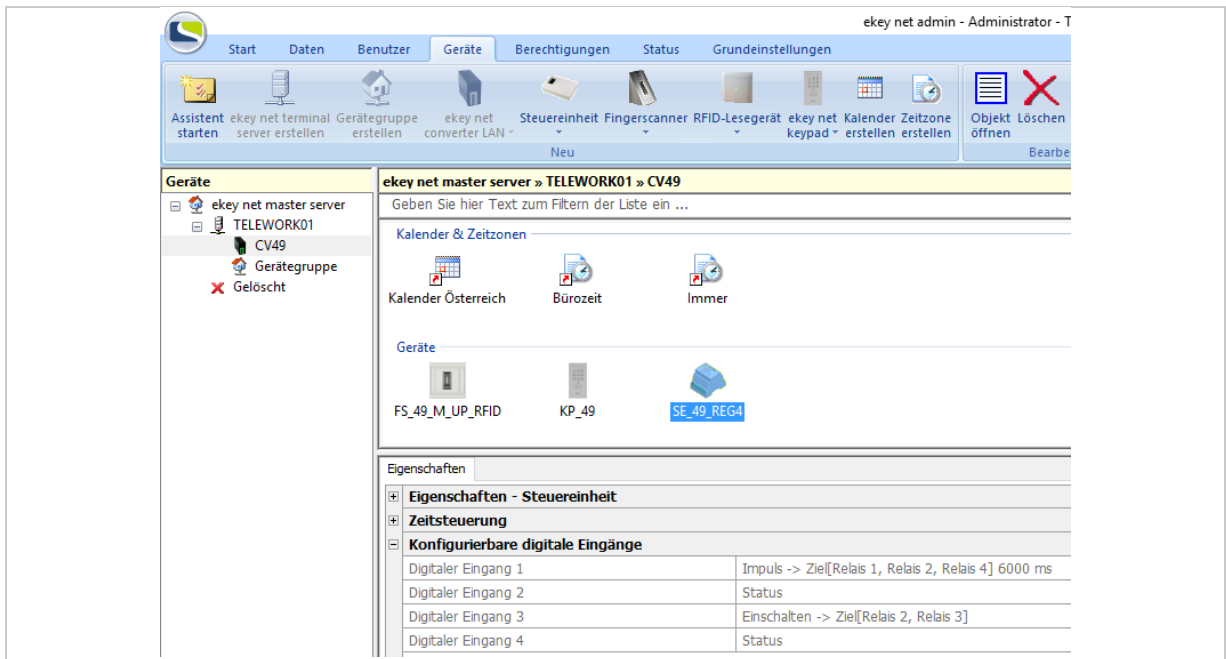 ekey net admin - Administrator - T
Start Daten Benutzer Geräte Berechtigungen Status Grundeinstellungen
Assistent starten ekey net terminal server erstellen Gerätegruppe erstellen ekey net converter LAN Steuereinheit Fingerscanner RFID-Lesegerät ekey net keypad Kalender erstellen Zeitzone erstellen Objekt öffnen Löschen
Neu Bearbe
Geräte
ekey net master server
TELEWORK01
CV49
Gerätegruppe
Gelöscht
ekey net master server » TELEWORK01 » CV49
Geben Sie hier Text zum Filtern der Liste ein ...
Kalender & Zeitzonen
Kalender Österreich Bürozeit Immer
Geräte
FS_49_M_UP_RFID KP_49 SE_49_REG4
Eigenschaften
Eigenschaften - Steuereinheit
Zeitsteuerung
Konfigurierbare digitale Eingänge
Digitaler Eingang 1 Impuls -> Ziel[Relais 1, Relais 2, Relais 4] 6000 ms
Digitaler Eingang 2 Status
Digitaler Eingang 3 Einschalten -> Ziel[Relais 2, Relais 3]
Digitaler Eingang 4 Status